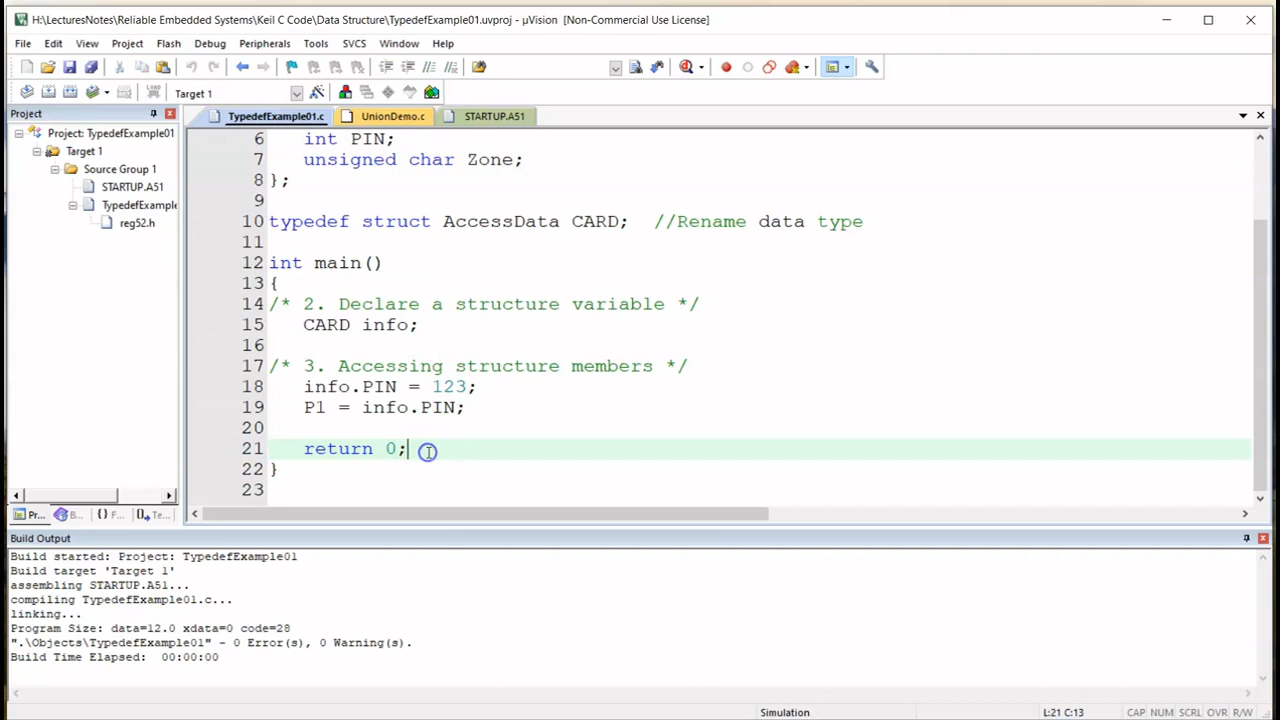 H:\LecturesNotes\Reliable Embedded Systems\Keil C Code\Data Structure\TypedefExample01.uvproj - µVision [Non-Commercial Use License]
File Edit View Project Flash Debug Peripherals Tools SVCS Window Help
LOAD Target 1
Project
TypedefExample01.c UnionDemo.c STARTUP.A51
Project: TypedefExample01
Target 1
Source Group 1
STARTUP.A51
TypedefExample
reg52.h
6 int PIN;
7 unsigned char Zone;
8 };
9
10 typedef struct AccessData CARD; //Rename data type
11
12 int main()
13 {
14 /* 2. Declare a structure variable */
15 CARD info;
16
17 /* 3. Accessing structure members */
18 info.PIN = 123;
19 P1 = info.PIN;
20
21 return 0;
22 }
23
Pr... B... {} F... Te...
Build Output
Build started: Project: TypedefExample01
Build target 'Target 1'
assembling STARTUP.A51...
compiling TypedefExample01.c...
linking...
Program Size: data=12.0 xdata=0 code=28
".\Objects\TypedefExample01" - 0 Error(s), 0 Warning(s).
Build Time Elapsed:  00:00:00
Simulation L:21 C:13 CAP NUM SCRL OVR R/W